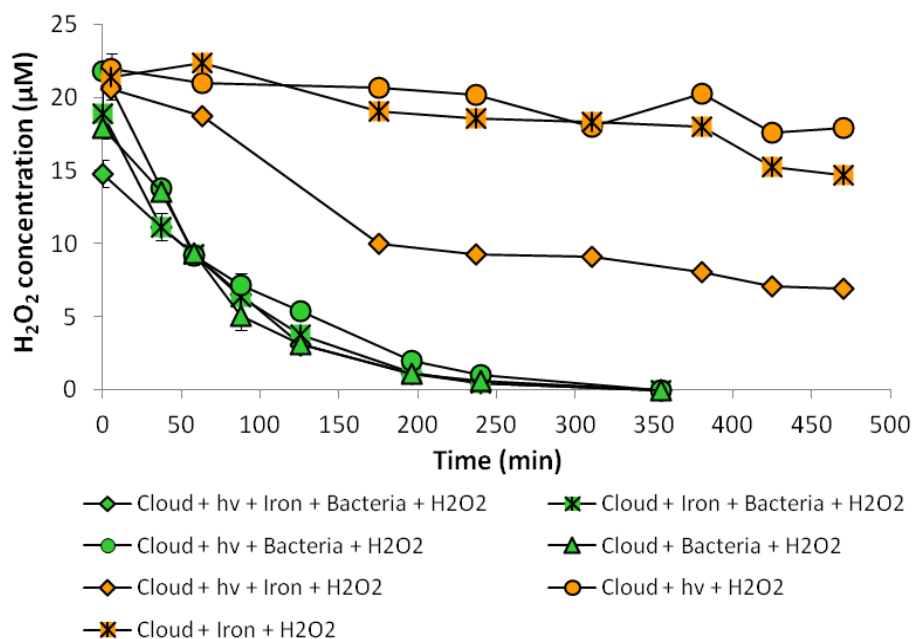 25
20
15
10
5
0
H₂O₂ concentration (µM)
0 50 100 150 200 250 300 350 400 450 500
Time (min)
Cloud + hv + Iron + Bacteria + H2O2 Cloud + Iron + Bacteria + H2O2
Cloud + hv + Bacteria + H2O2 Cloud + Bacteria + H2O2
Cloud + hv + Iron + H2O2 Cloud + hv + H2O2
Cloud + Iron + H2O2